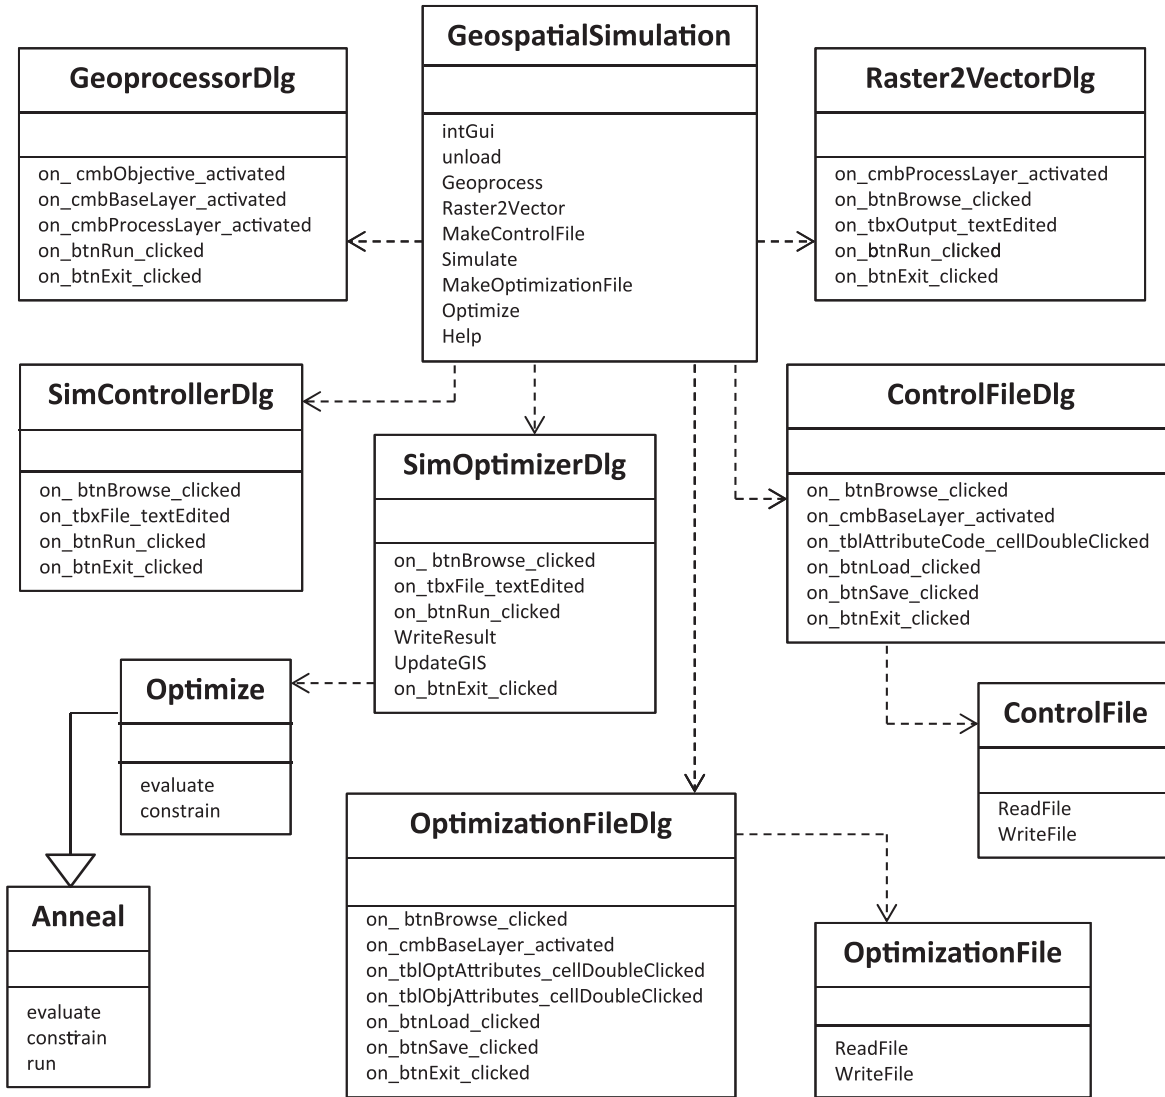 GeospatialSimulation
intGui
unload
Geoprocess
Raster2Vector
MakeControlFile
Simulate
MakeOptimizationFile
Optimize
Help
GeoprocessorDlg
on_ cmbObjective_activated
on_cmbBaseLayer_activated
on_cmbProcessLayer_activated
on_btnRun_clicked
on_btnExit_clicked
Raster2VectorDlg
on_cmbProcessLayer_activated
on_btnBrowse_clicked
on_tbxOutput_textEdited
on_btnRun_clicked
on_btnExit_clicked
SimControllerDlg
on_ btnBrowse_clicked
on_tbxFile_textEdited
on_btnRun_clicked
on_btnExit_clicked
SimOptimizerDlg
on_ btnBrowse_clicked
on_tbxFile_textEdited
on_btnRun_clicked
WriteResult
UpdateGIS
on_btnExit_clicked
ControlFileDlg
on_ btnBrowse_clicked
on_cmbBaseLayer_activated
on_tblAttributeCode_cellDoubleClicked
on_btnLoad_clicked
on_btnSave_clicked
on_btnExit_clicked
Optimize
evaluate
constrain
ControlFile
ReadFile
WriteFile
OptimizationFileDlg
on_ btnBrowse_clicked
on_cmbBaseLayer_activated
on_tblOptAttributes_cellDoubleClicked
on_tblObjAttributes_cellDoubleClicked
on_btnLoad_clicked
on_btnSave_clicked
on_btnExit_clicked
Anneal
evaluate
constrain
run
OptimizationFile
ReadFile
WriteFile